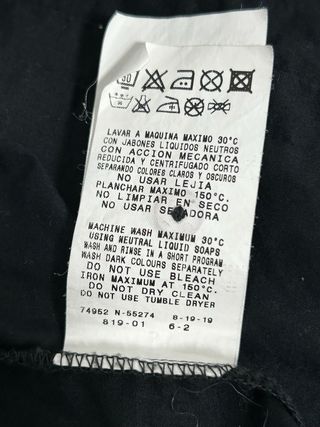 30
LAVAR A MAQUINA MAXIMO 30°C
CON JABONES LIQUIDOS NEUTROS
CON ACCION MECANICA
REDUCIDA Y CENTRIFUGADO CORTO
SEPARANDO COLORES CLAROS Y OSCUROS
NO USAR LEJIA
PLANCHAR MAXIMO 150°C.
NO LIMPIAR EN SECO
NO USAR SECADORA
MACHINE WASH MAXIMUM 30°C
USING NEUTRAL LIQUID SOAPS
WASH AND RINSE IN A SHORT PROGRAM
WASH DARK COLOURS SEPARATELY
DO NOT USE BLEACH
IRON MAXIMUM AT 150°C.
DO NOT DRY CLEAN
DO NOT USE TUMBLE DRYER
74952 N-55274 8-19-19
819-01 6-2